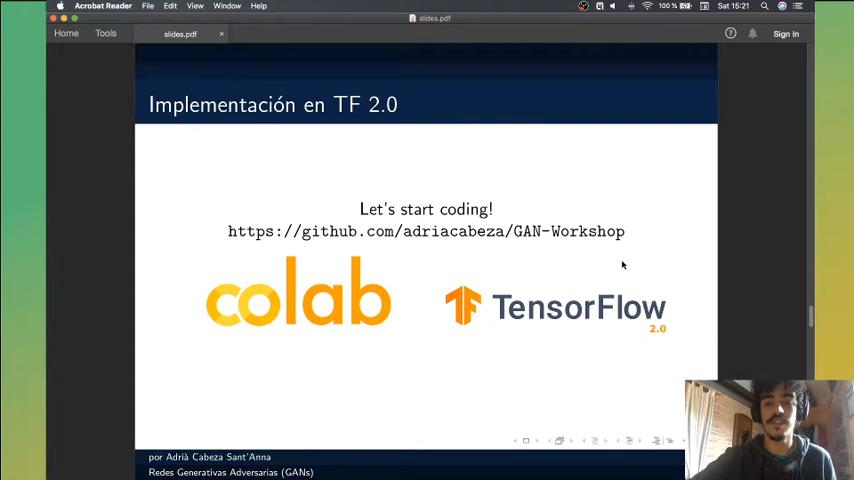 Acrobat Reader File Edit View Window Help
100 % Sat 15:21
slides.pdf
Home Tools slides.pdf × Sign In
Implementación en TF 2.0
Let's start coding!
https://github.com/adriacabeza/GAN-Workshop
colab
TensorFlow
2.0
por Adrià Cabeza Sant'Anna
Redes Generativas Adversarias (GANs)